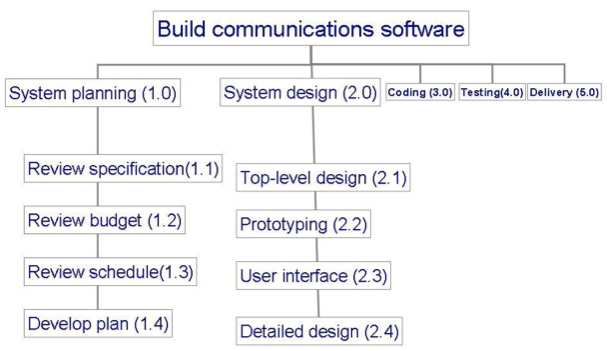 Build communications software
System planning (1.0)
System design (2.0)
Coding (3.0)
Testing(4.0)
Delivery (5.0)
Review specification(1.1)
Review budget (1.2)
Review schedule(1.3)
Develop plan (1.4)
Top-level design (2.1)
Prototyping (2.2)
User interface (2.3)
Detailed design (2.4)